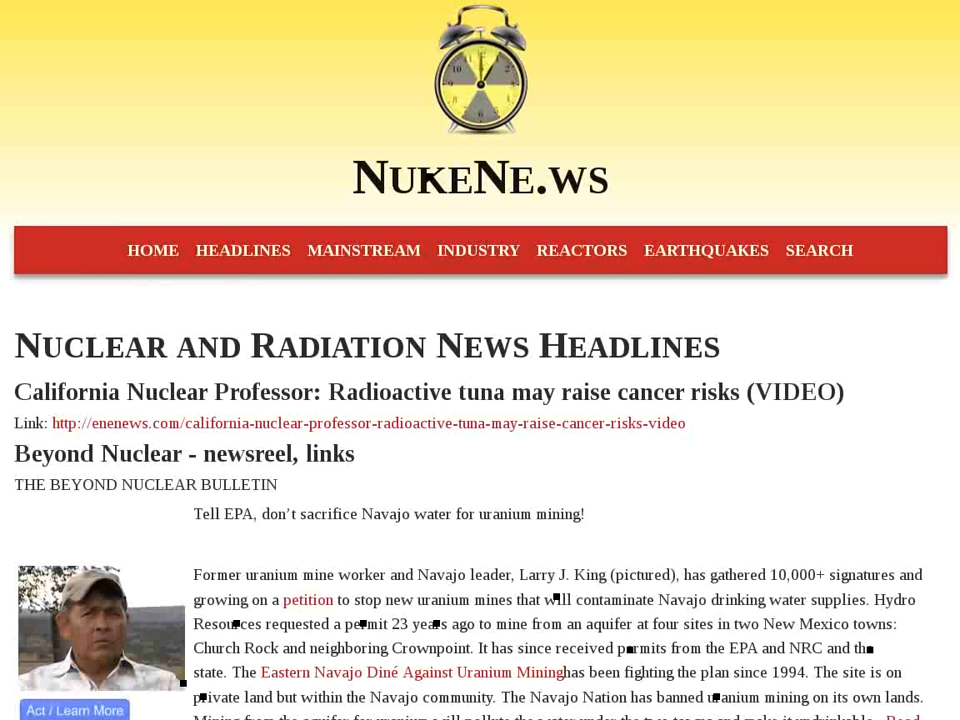 NukeNe.ws
HOME HEADLINES MAINSTREAM INDUSTRY REACTORS EARTHQUAKES SEARCH
Nuclear and Radiation News Headlines
California Nuclear Professor: Radioactive tuna may raise cancer risks (VIDEO)
Link: http://enenews.com/california-nuclear-professor-radioactive-tuna-may-raise-cancer-risks-video
Beyond Nuclear - newsreel, links
THE BEYOND NUCLEAR BULLETIN
Tell EPA, don't sacrifice Navajo water for uranium mining!
Former uranium mine worker and Navajo leader, Larry J. King (pictured), has gathered 10,000+ signatures and
growing on a petition to stop new uranium mines that will contaminate Navajo drinking water supplies. Hydro
Resources requested a permit 23 years ago to mine from an aquifer at four sites in two New Mexico towns:
Church Rock and neighboring Crownpoint. It has since received permits from the EPA and NRC and the
state. The Eastern Navajo Diné Against Uranium Mininghas been fighting the plan since 1994. The site is on
private land but within the Navajo community. The Navajo Nation has banned uranium mining on its own lands.
Act / Learn More